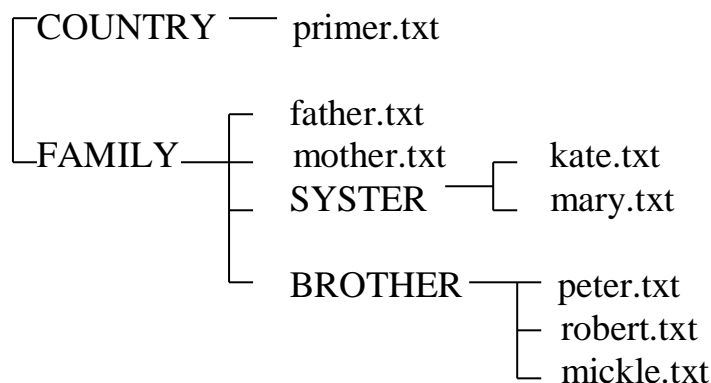 COUNTRY primer.txt
father.txt
FAMILY mother.txt kate.txt
SYSTER mary.txt
BROTHER peter.txt
robert.txt
mickle.txt